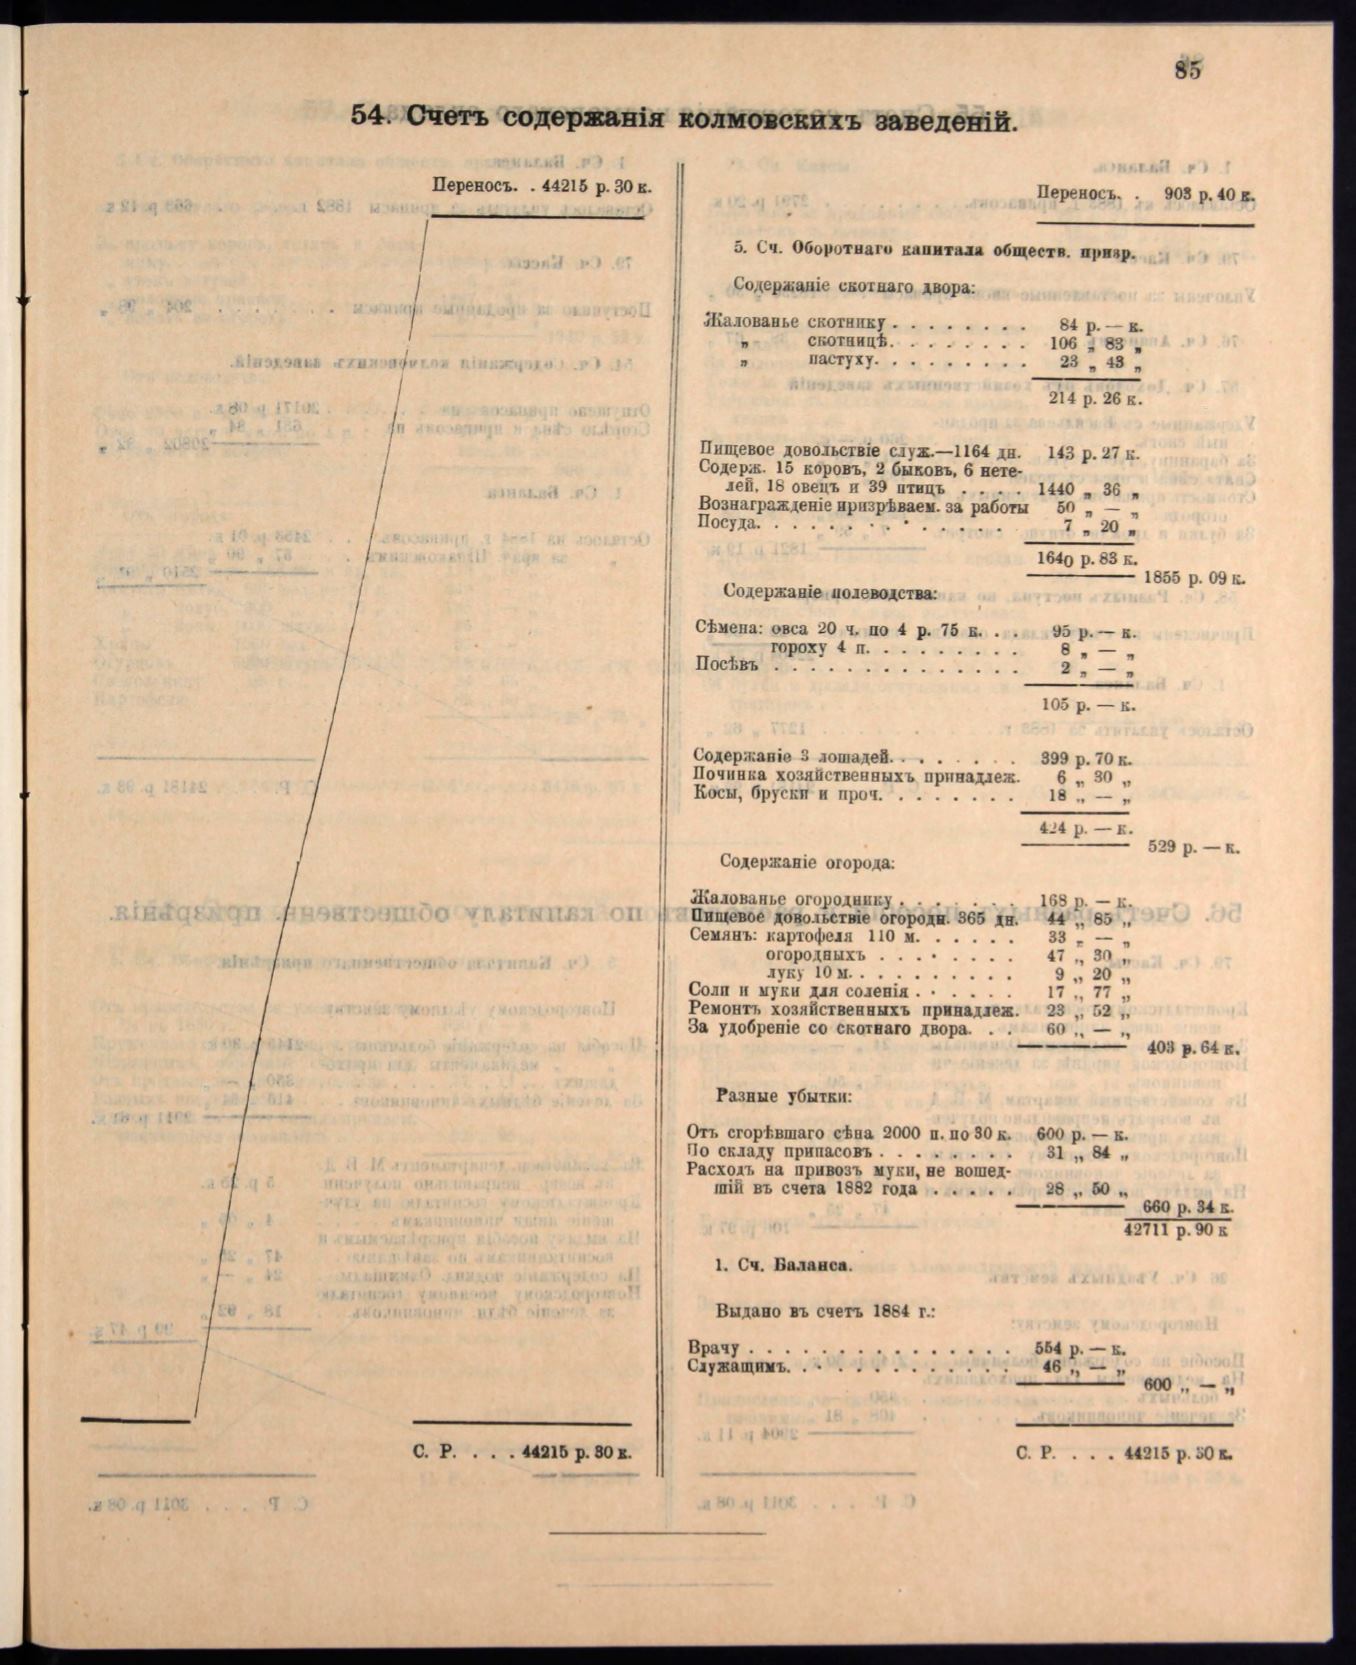 85
54. Счетъ содержанія колмовскихъ заведеній.
Переносъ. . 44215 р. 30 к.
С. Р. . . . 44215 р. 30 к.
Переносъ. . 903 р. 40 к.
5. Сч. Оборотнаго капитала обществ. призр.
Содержаніе скотнаго двора:
Жалованье скотнику . . . . . . . . 84 р. — к.
„ скотницѣ. . . . . . . . 106 „ 83 „
„ пастуху. . . . . . . . . 23 „ 43 „
214 р. 26 к.
Пищевое довольствіе служ.—1164 дн. 143 р. 27 к.
Содерж. 15 коровъ, 2 быковъ, 6 нете-
лей, 18 овецъ и 39 птицъ . . . . 1440 „ 36 „
Вознагражденіе призрѣваем. за работы 50 „ — „
Посуда. . . . . . . . . . . . . . 7 „ 20 „
1640 р. 83 к.
1855 р. 09 к.
Содержаніе полеводства:
Сѣмена: овса 20 ч. по 4 р. 75 к. . . 95 р. — к.
гороху 4 п. . . . . . . . . 8 „ — „
Посѣвъ . . . . . . . . . . . . . . 2 „ — „
105 р. — к.
Содержаніе 3 лошадей. . . . . . . . 399 р. 70 к.
Починка хозяйственныхъ принадлеж. 6 „ 30 „
Косы, бруски и проч. . . . . . . . 18 „ — „
424 р. — к.
529 р. — к.
Содержаніе огорода:
Жалованье огороднику . . . . . . . 168 р. — к.
Пищевое довольствіе огородн. 365 дн. 44 „ 85 „
Семянъ: картофеля 110 м. . . . . . 33 „ — „
огородныхъ . . . . . . . . 47 „ 30 „
луку 10 м. . . . . . . . . . 9 „ 20 „
Соли и муки для соленія . . . . . . 17 „ 77 „
Ремонтъ хозяйственныхъ принадлеж. 23 „ 52 „
За удобреніе со скотнаго двора. . . 60 „ — „
403 р. 64 к.
Разные убытки:
Отъ сгорѣвшаго сѣна 2000 п. по 30 к. 600 р. — к.
По складу припасовъ . . . . . . . . 31 „ 84 „
Расходъ на привозъ муки, не вошед-
шій въ счета 1882 года . . . . . 28 „ 50 „
660 р. 34 к.
42711 р. 90 к
1. Сч. Баланса.
Выдано въ счетъ 1884 г.:
Врачу . . . . . . . . . . . . . . . 554 р. — к.
Служащимъ. . . . . . . . . . . . . 46 „ — „
600 „ — „
С. Р. . . . 44215 р. 30 к.